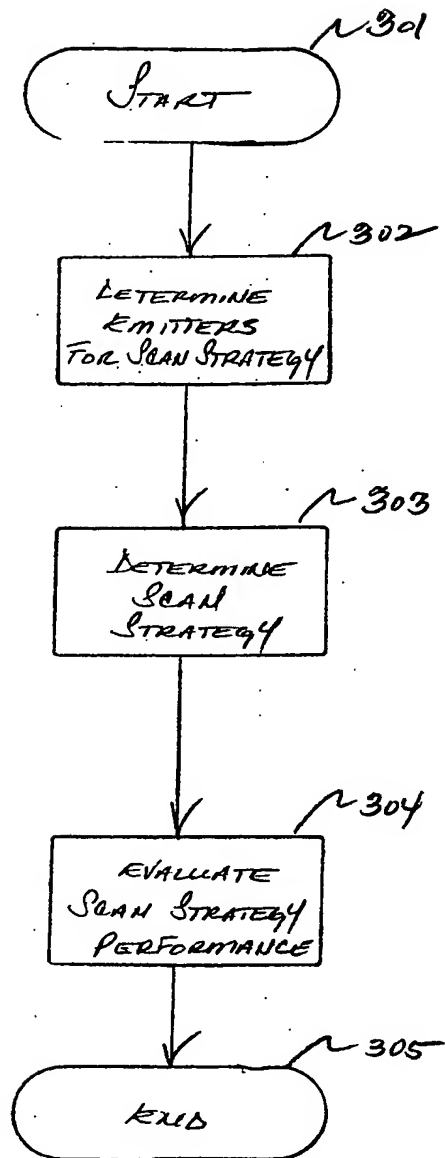 301
START
302
DETERMINE
EMITTERS
FOR SCAN STRATEGY
303
DETERMINE
SCAN
STRATEGY
304
EVALUATE
SCAN STRATEGY
PERFORMANCE
305
END